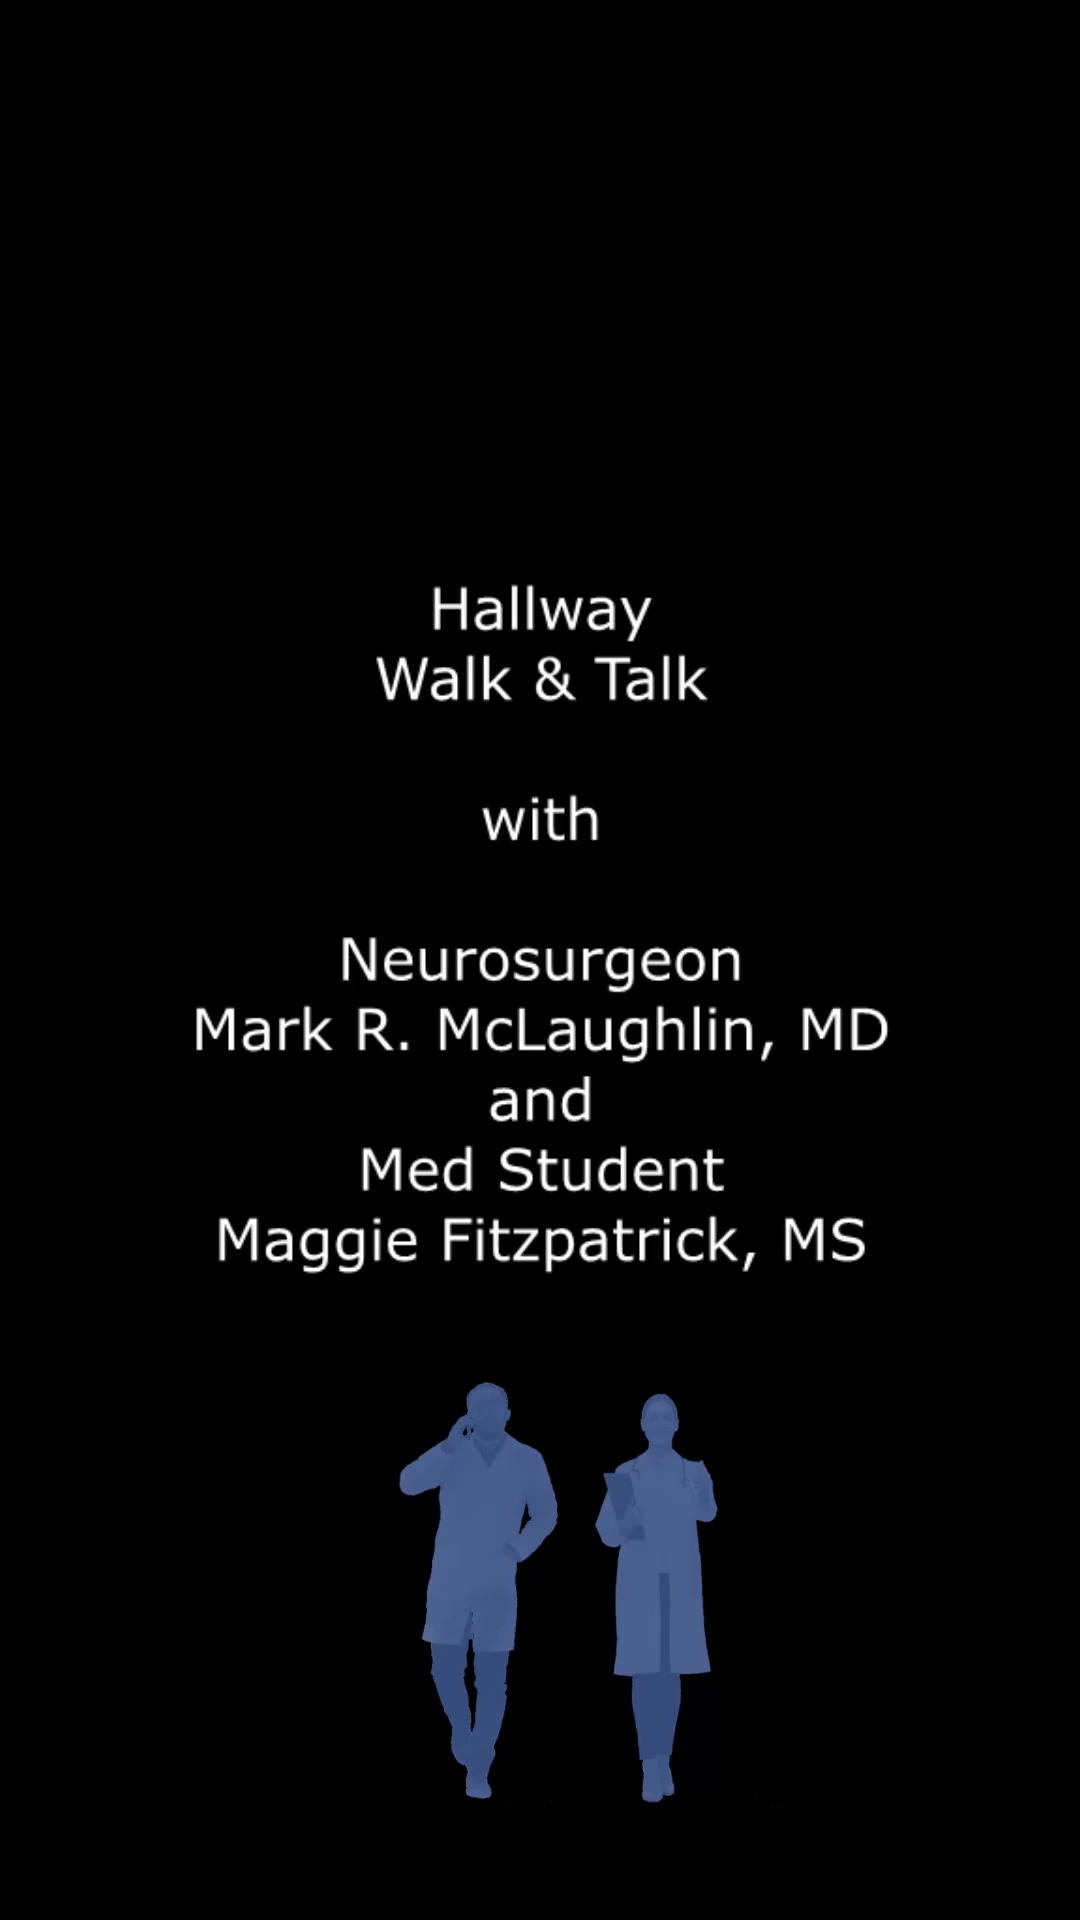 Hallway
Walk & Talk
with
Neurosurgeon
Mark R. McLaughlin, MD
and
Med Student
Maggie Fitzpatrick, MS